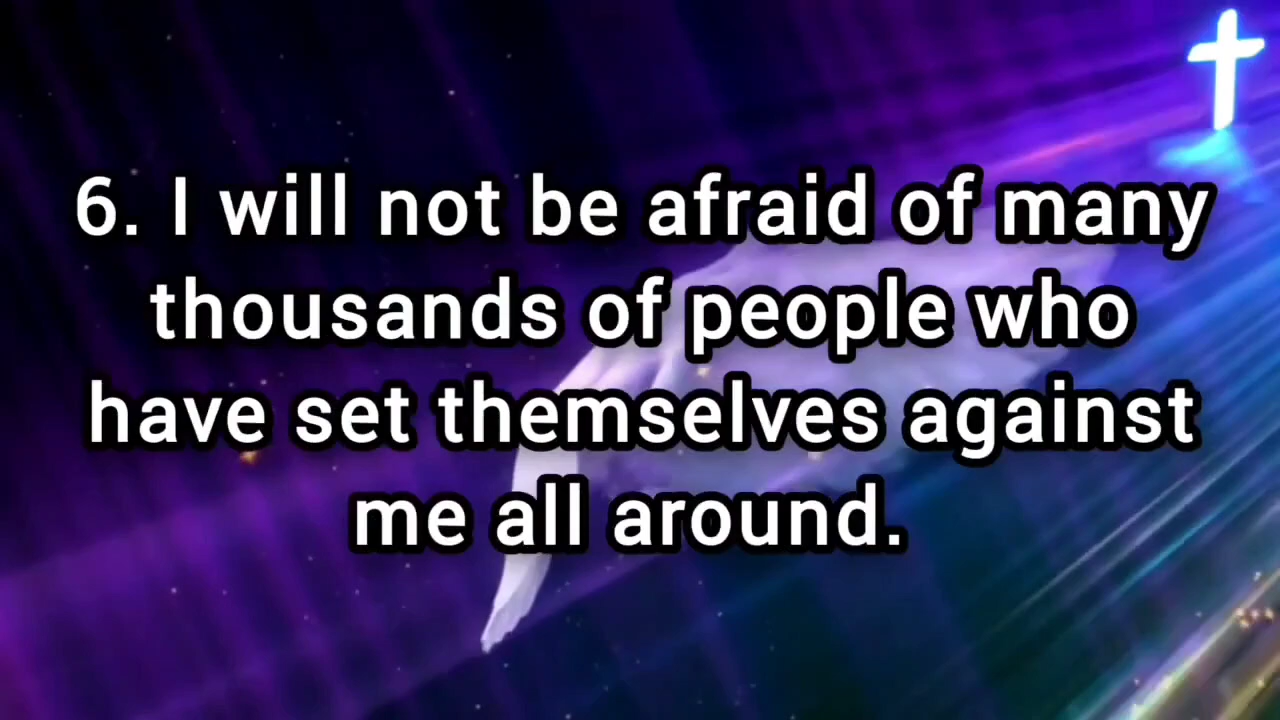 6. I will not be afraid of many
thousands of people who
have set themselves against
me all around.